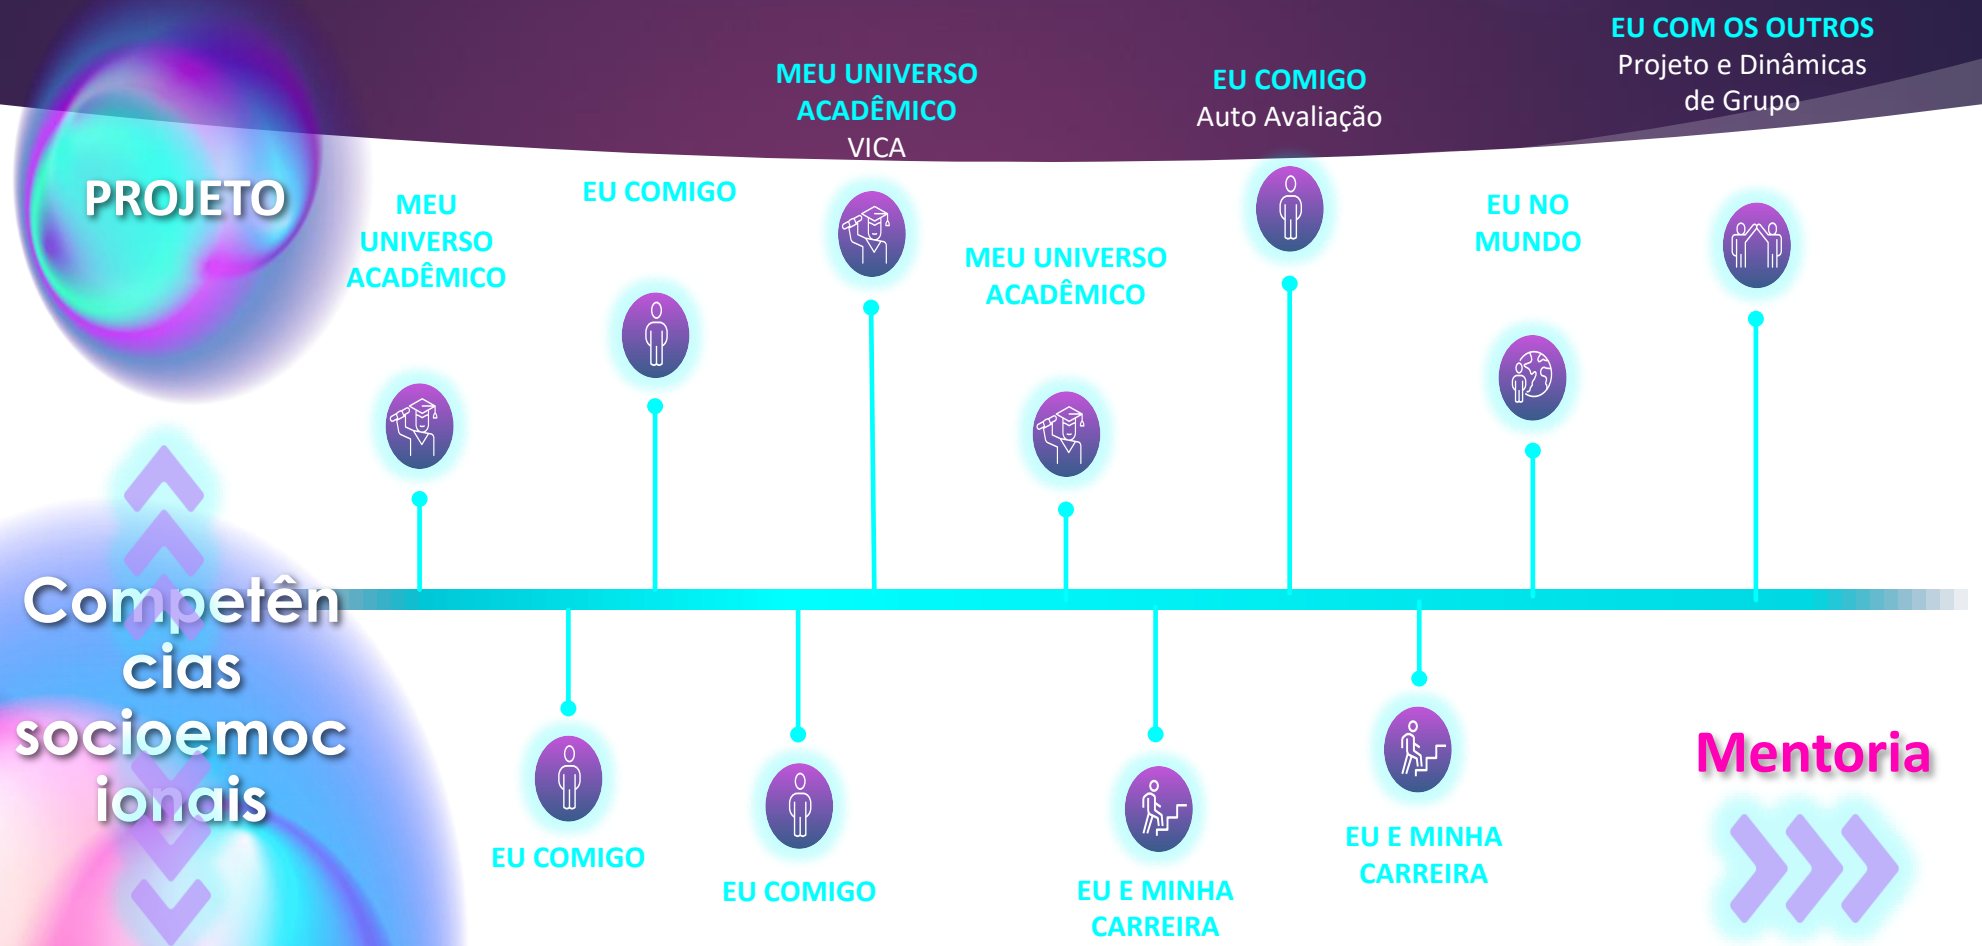 PROJETO
MEU
UNIVERSO
ACADÊMICO
EU COMIGO
MEU UNIVERSO
ACADÊMICO
VICA
MEU UNIVERSO
ACADÊMICO
EU COMIGO
Auto Avaliação
EU NO
MUNDO
EU COM OS OUTROS
Projeto e Dinâmicas
de Grupo
Competên
cias
socioemoc
ionais
EU COMIGO
EU COMIGO
EU E MINHA
CARREIRA
EU E MINHA
CARREIRA
Mentoria